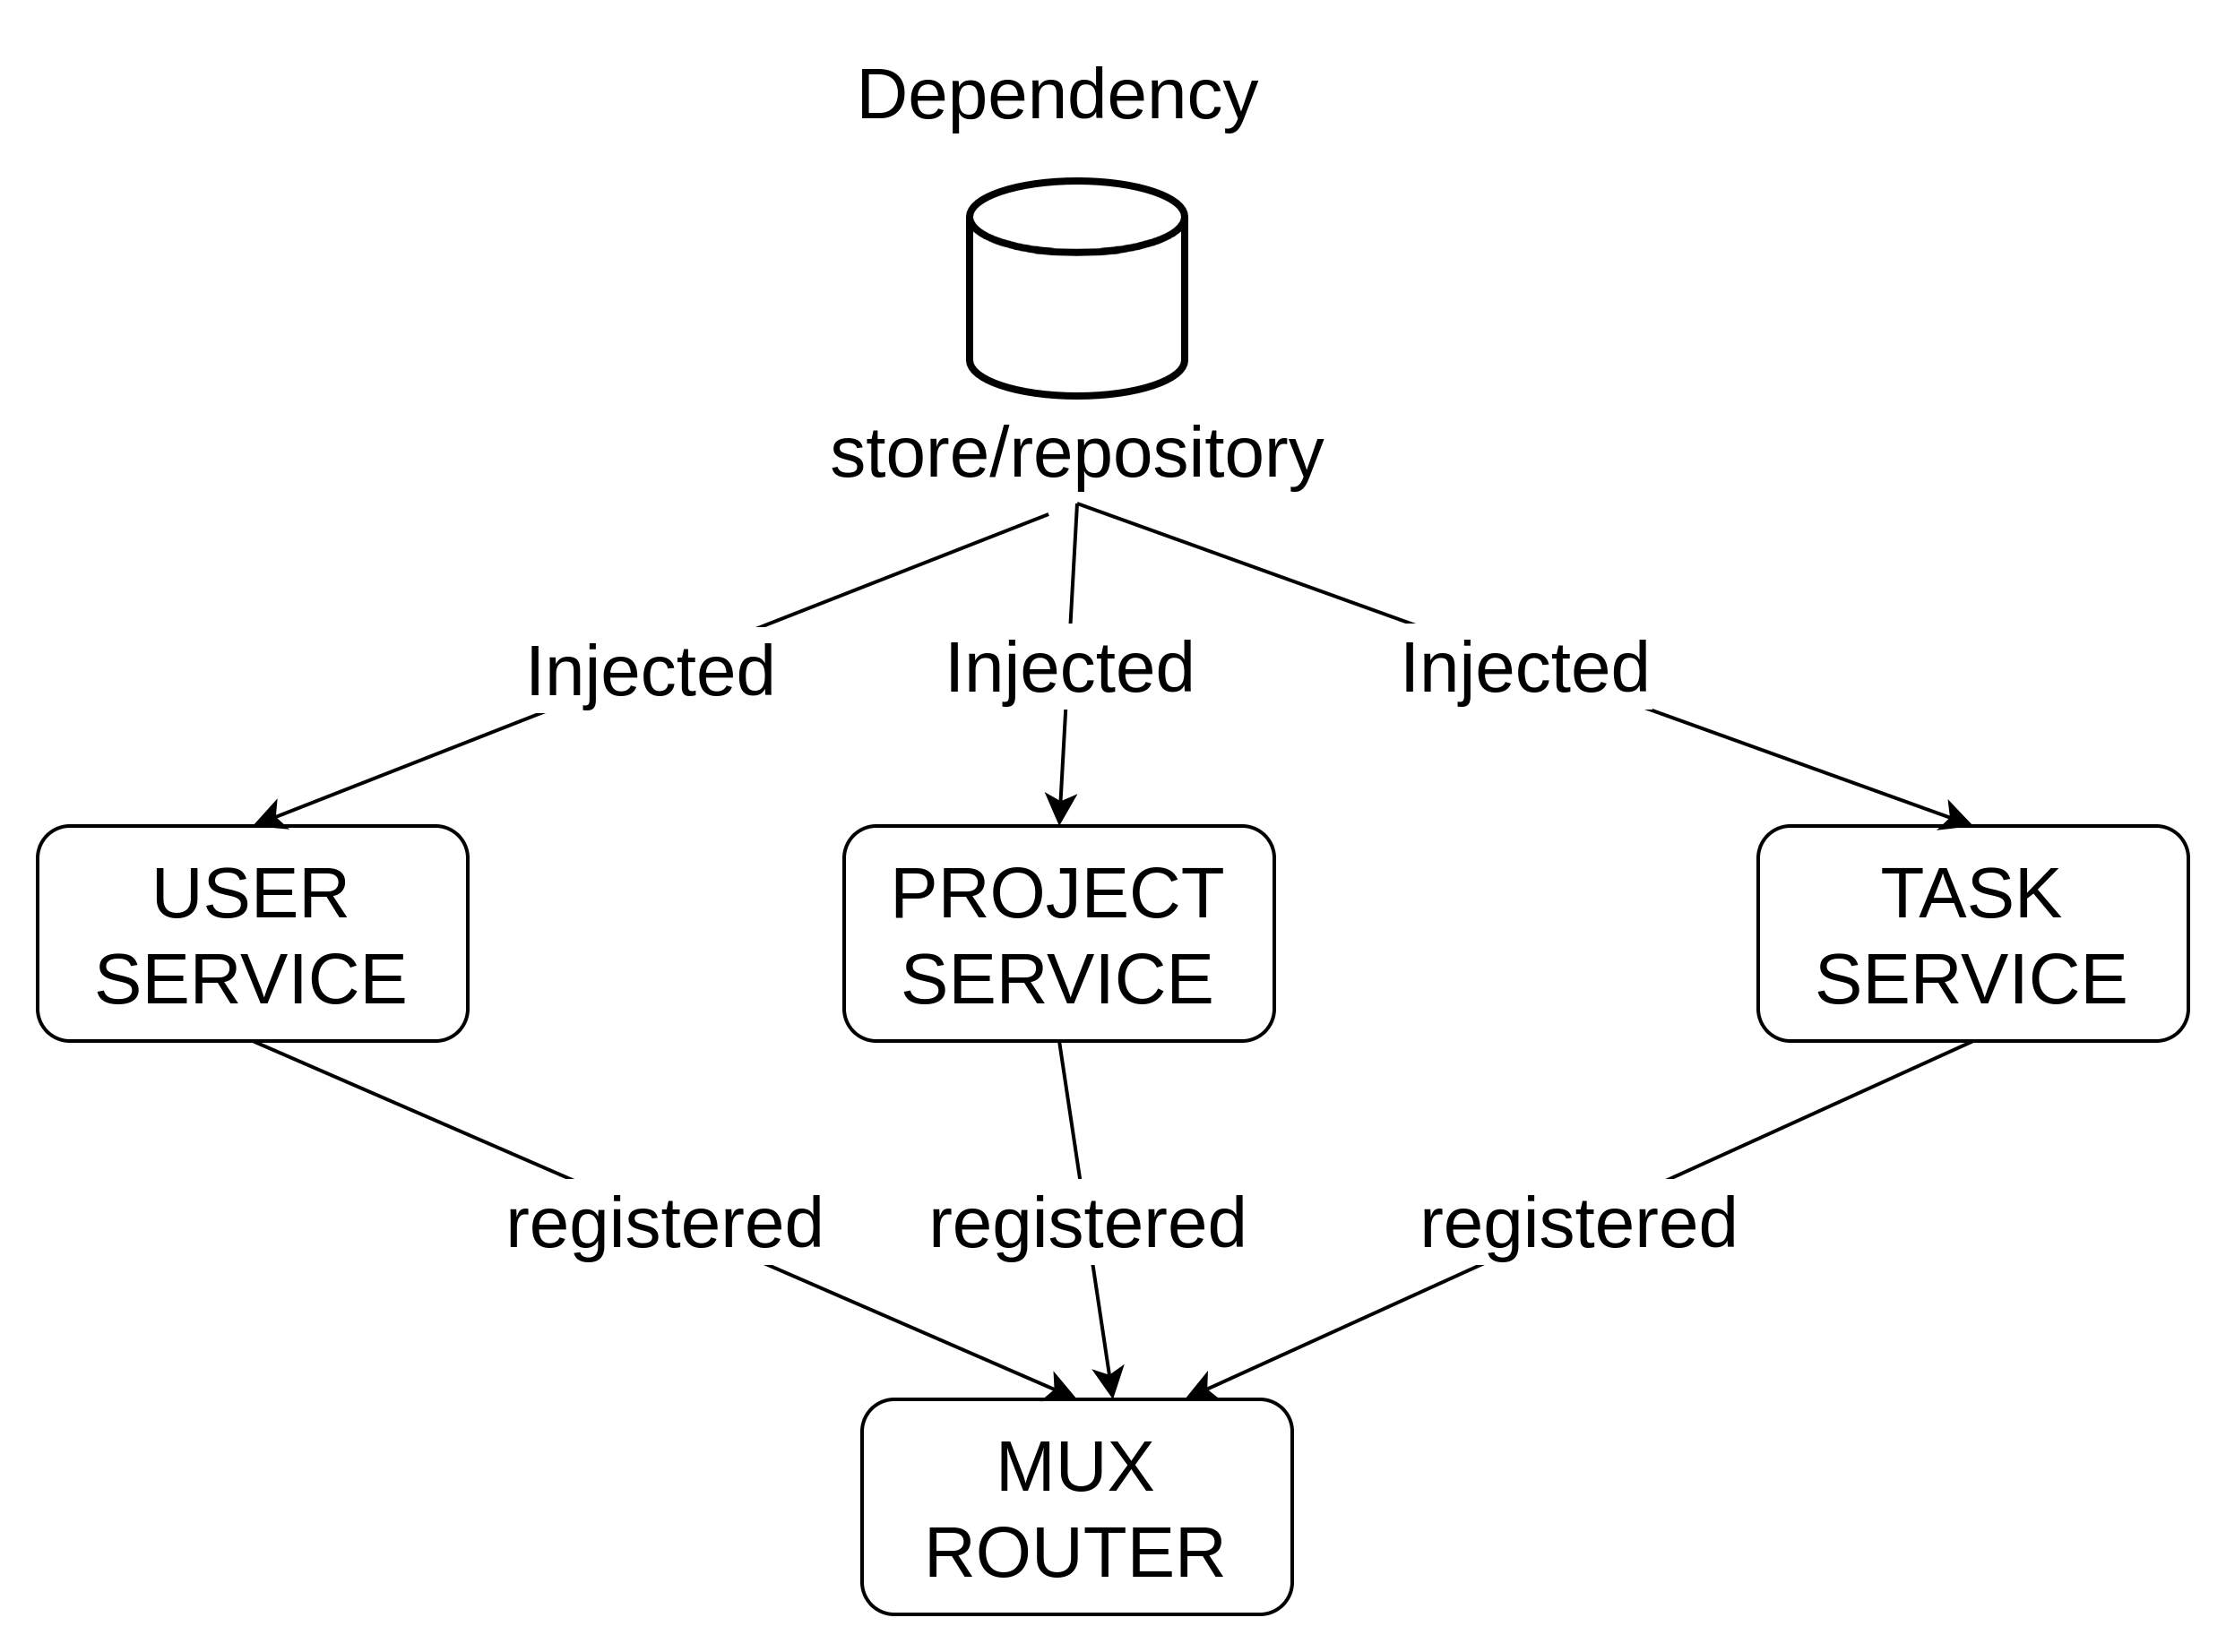 Dependency
store/repository
Injected
Injected
Injected
USER
SERVICE
PROJECT
SERVICE
TASK
SERVICE
registered
registered
registered
MUX
ROUTER